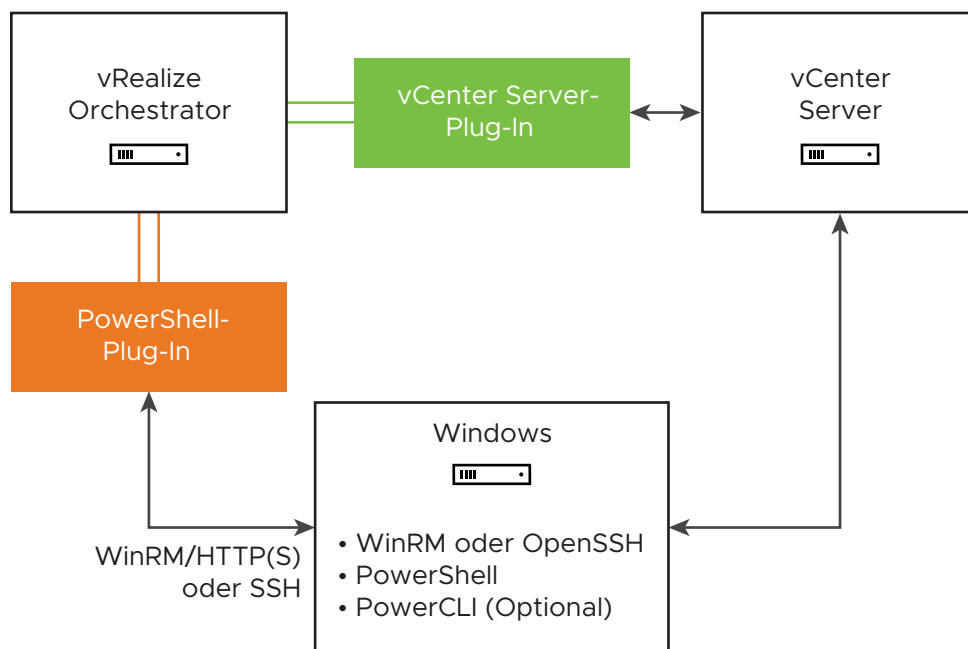 vRealize
Orchestrator
vCenter Server-
Plug-In
vCenter
Server
PowerShell-
Plug-In
WinRM/HTTP(S)
oder SSH
Windows
• WinRM oder OpenSSH
• PowerShell
• PowerCLI (Optional)